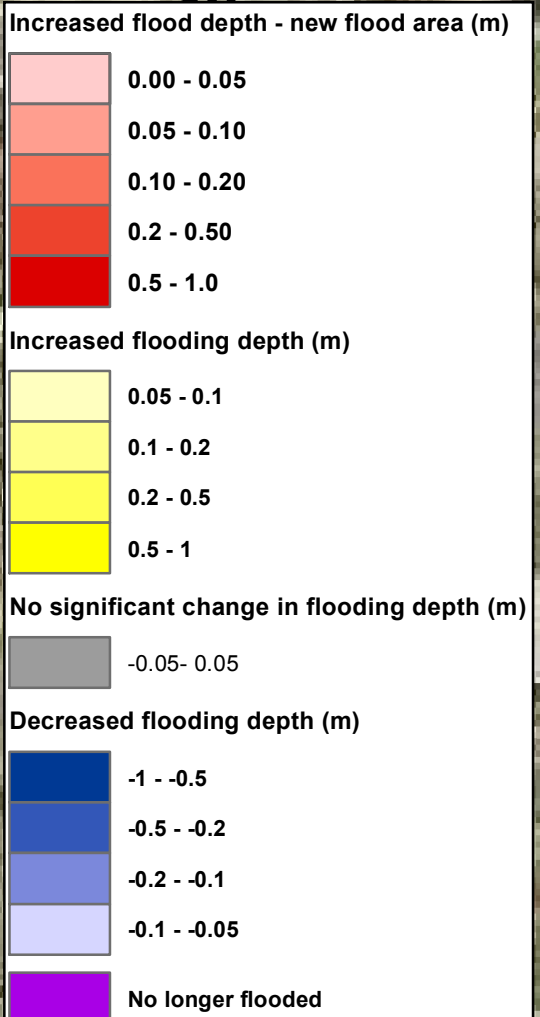 Increased flood depth - new flood area (m)
0.00 - 0.05
0.05 - 0.10
0.10 - 0.20
0.2 - 0.50
0.5 - 1.0
Increased flooding depth (m)
0.05 - 0.1
0.1 - 0.2
0.2 - 0.5
0.5 - 1
No significant change in flooding depth (m)
-0.05- 0.05
Decreased flooding depth (m)
-1 - -0.5
-0.5 - -0.2
-0.2 - -0.1
-0.1 - -0.05
No longer flooded